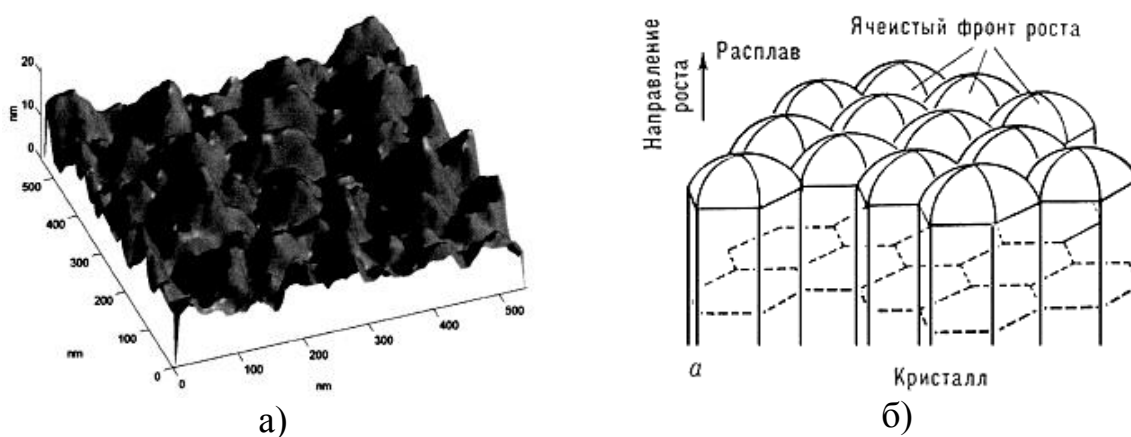 20
10
0
nm
500
400
300
200
100
0
nm
0
100
200
300
400
500
nm
а)
Направление
роста
Расплав
Ячеистый фронт роста
а
Кристалл
б)